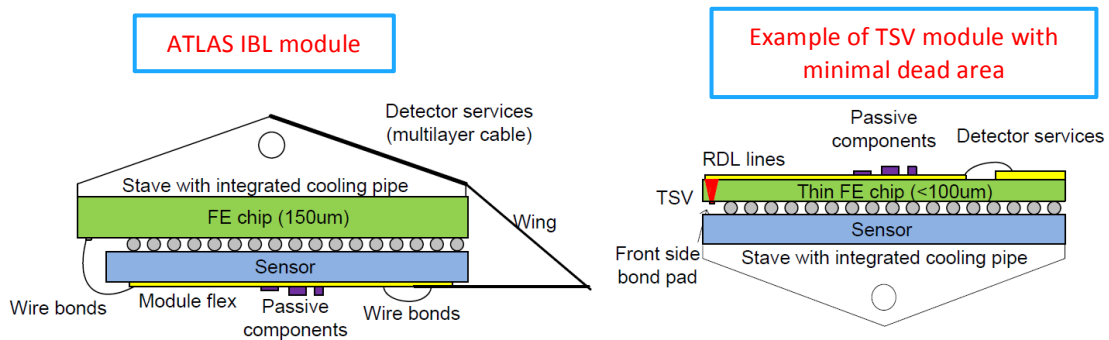 ATLAS IBL module
Detector services
(multilayer cable)
Stave with integrated cooling pipe
FE chip (150um)
Wing
Sensor
Wire bonds
Module flex
Passive
components
Wire bonds
Example of TSV module with
minimal dead area
Passive
components
Detector services
RDL lines
TSV
Thin FE chip (<100um)
Sensor
Front side
bond pad
Stave with integrated cooling pipe